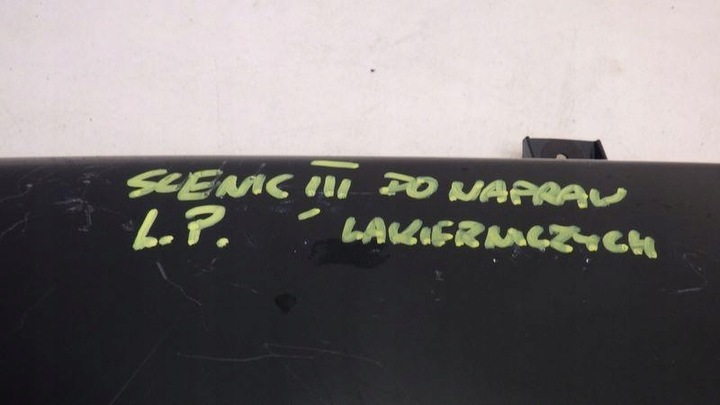 SCENIC III DO NAPRAW
L.P. LAKIERNICZYCH